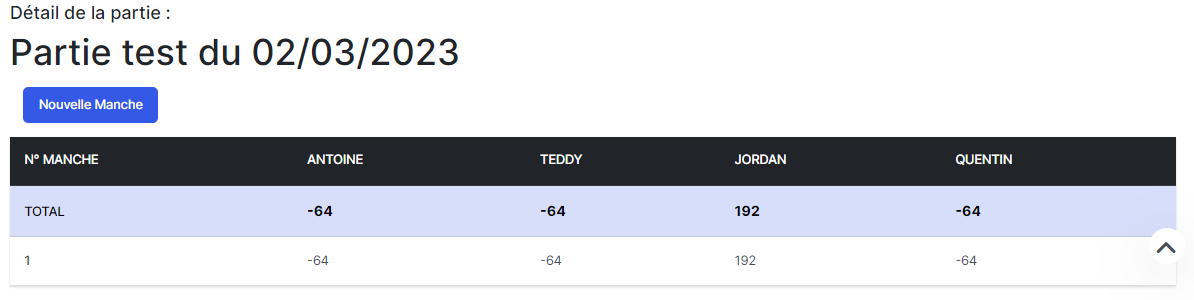 Détail de la partie :
Partie test du 02/03/2023
Nouvelle Manche
N° MANCHE ANTOINE TEDDY JORDAN QUENTIN
TOTAL -64 -64 192 -64
1 -64 -64 192 -64